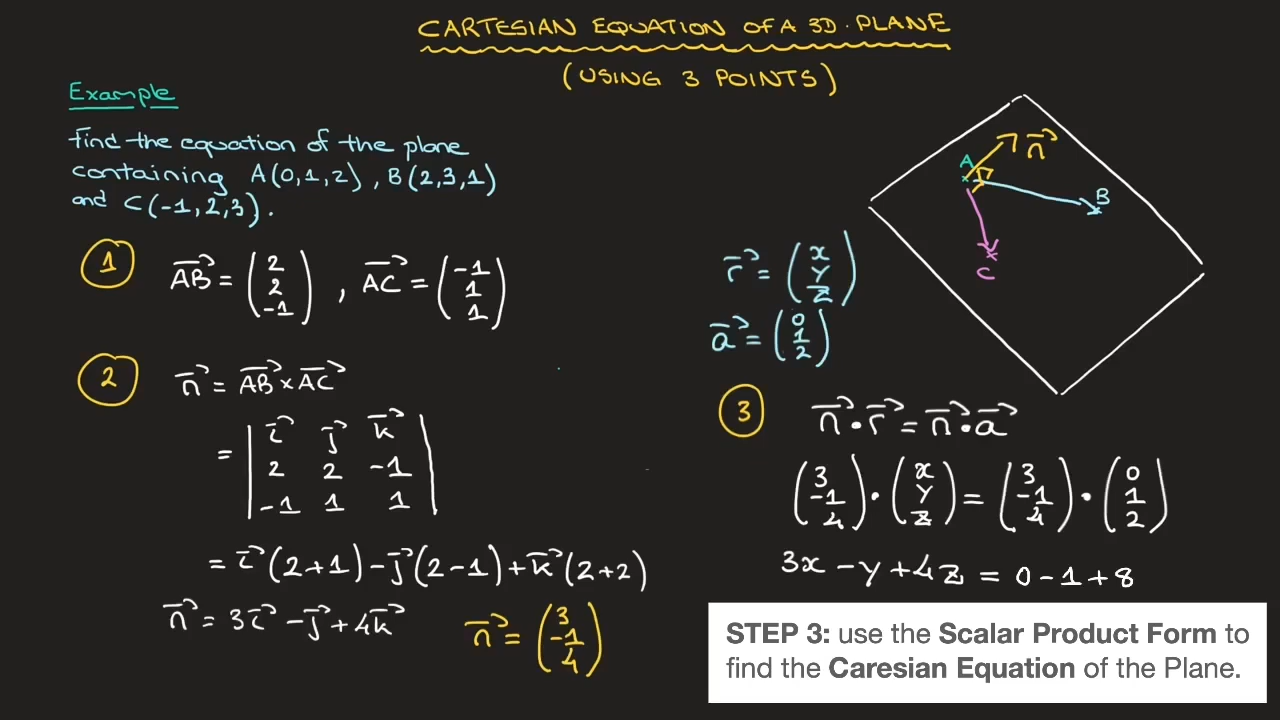 CARTESIAN EQUATION OF A 3D PLANE
(USING 3 POINTS)
Example
Find the equation of the plane
containing A(0,1,2), B(2,3,1)
and C(-1,2,3).
1
AB⃗ = (2 2 -1), AC⃗ = (-1 1 1)
2
n⃗ = AB⃗ × AC⃗
= | i⃗ j⃗ k⃗
2 2 -1
-1 1 1 |
= i⃗(2+1) - j⃗(2-1) + k⃗(2+2)
n⃗ = 3i⃗ - j⃗ + 4k⃗
n⃗ = (3 -1 4)
A
n⃗
B
C
r⃗ = (x y z)
a⃗ = (0 1 2)
3
n⃗ • r⃗ = n⃗ • a⃗
(3 -1 4) • (x y z) = (3 -1 4) • (0 1 2)
3x - y + 4z = 0 - 1 + 8
STEP 3: use the Scalar Product Form to
find the Caresian Equation of the Plane.